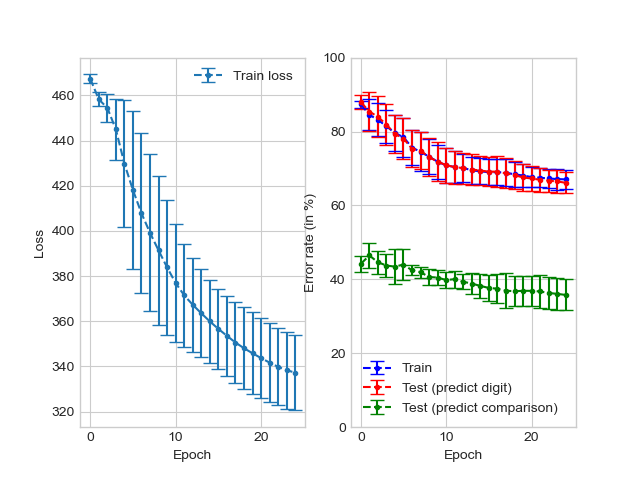 Train loss
460
440
420
400
380
360
340
320
0
10
20
Epoch
Loss
100
80
60
40
20
0
Error rate (in %)
Train
Test (predict digit)
Test (predict comparison)
0
10
20
Epoch